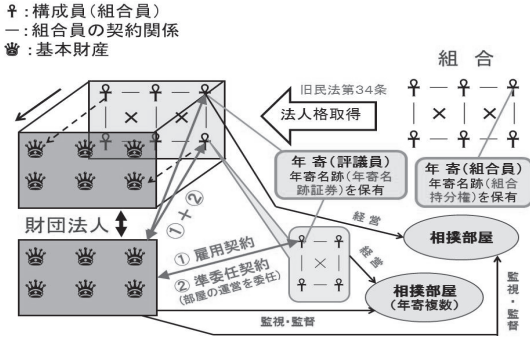 :構成員(組合員)
:組合員の契約関係
:基本財産
組 合
旧民法第34条
法人格取得
年 寄(評議員)
年寄名跡(年寄名
跡証券)を保有
年 寄(組合員)
年寄名跡(組合
持分権)を保有
財団法人
①+②
① 雇用契約
② 準委任契約
(部屋の運営を委任)
経営
経営
相撲部屋
相撲部屋
(年寄複数)
監視・監督
監視・監督